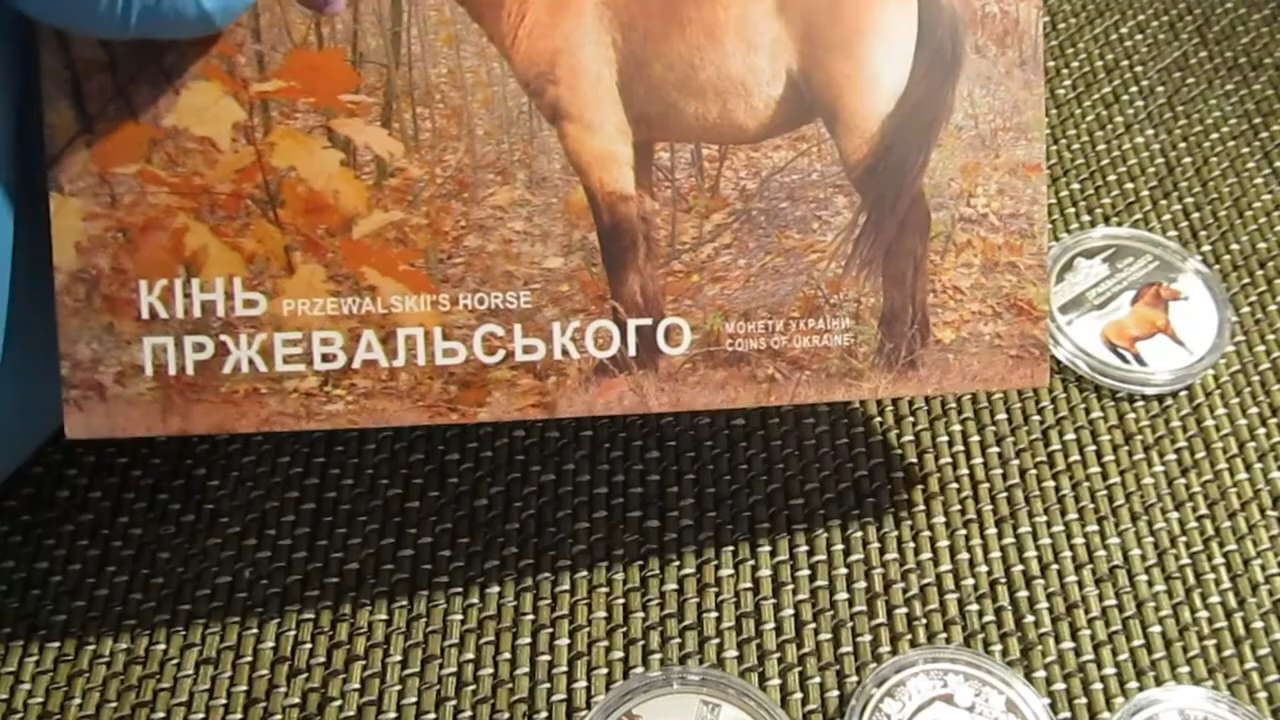 КІНЬ PRZEWALSKII'S HORSE
ПРЖЕВАЛЬСЬКОГО
МОНЕТИ УКРАЇНИ
COINS OF UKRAINE